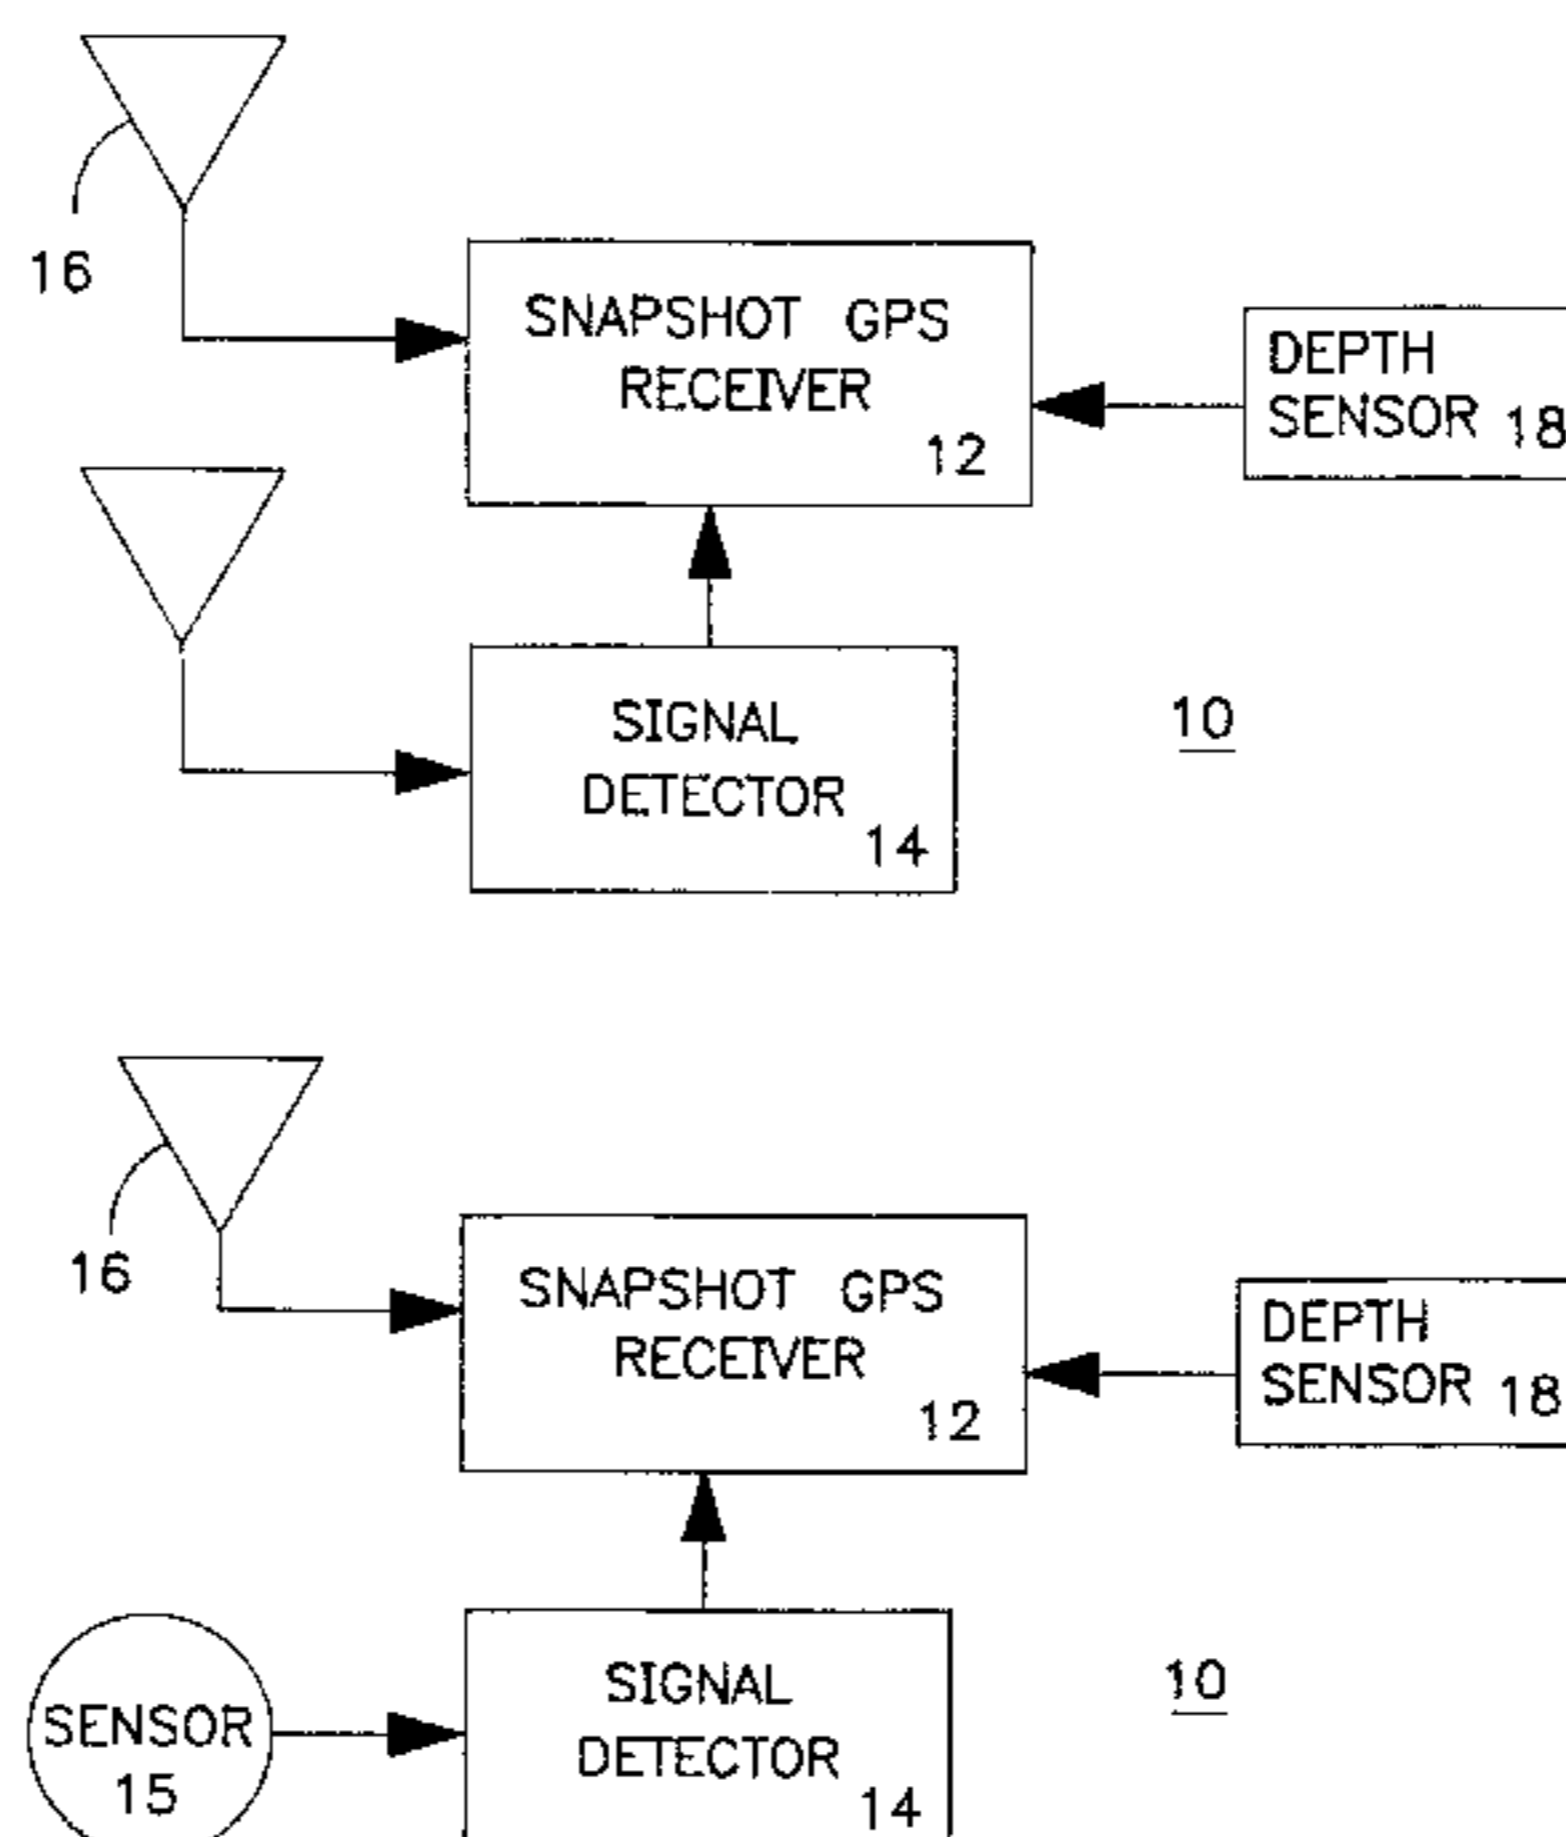 16
SNAPSHOT GPS
RECEIVER
12
DEPTH
SENSOR 18
SIGNAL
DETECTOR
14
10
16
SNAPSHOT GPS
RECEIVER
12
DEPTH
SENSOR 18
SENSOR
15
SIGNAL
DETECTOR
14
10